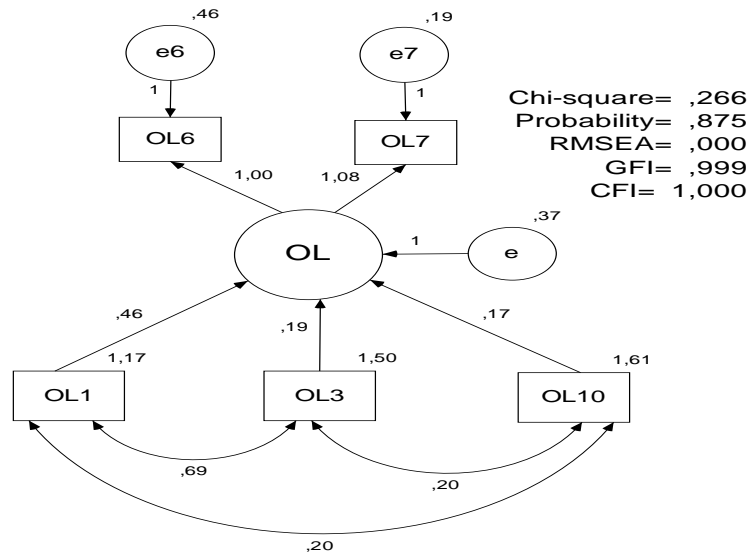 ,46
,19
e6
e7
1
1
Chi-square= ,266
Probability= ,875
RMSEA= ,000
GFI= ,999
CFI= 1,000
OL6
OL7
1,00
1,08
,37
OL
1
e
,46
,19
,17
1,17
1,50
1,61
OL1
OL3
OL10
,69
,20
,20